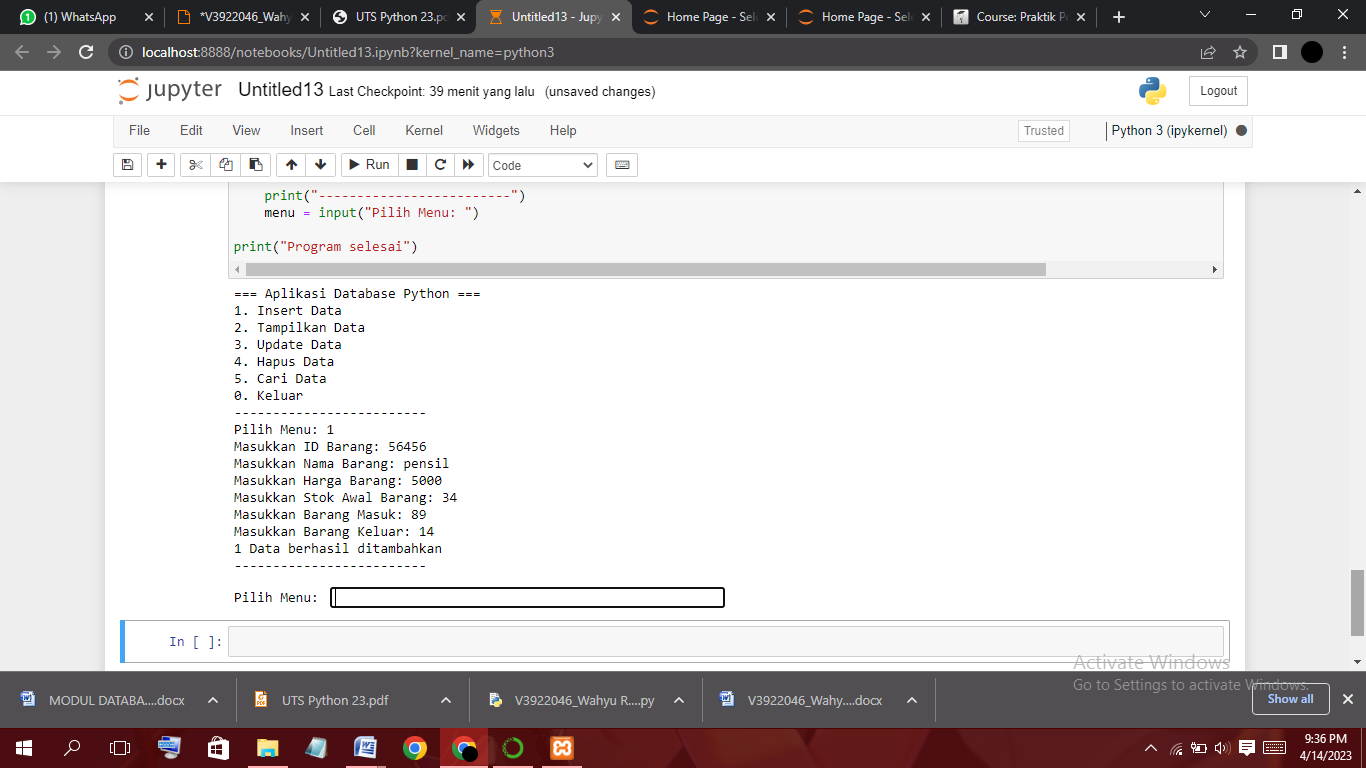 (1) WhatsApp
*V3922046_Wahy
UTS Python 23.pc
Untitled13 - Jupy
Home Page - Sele
Home Page - Sele
Course: Praktik P
localhost:8888/notebooks/Untitled13.ipynb?kernel_name=python3
jupyter Untitled13 Last Checkpoint: 39 menit yang lalu (unsaved changes)
Logout
File Edit View Insert Cell Kernel Widgets Help
Trusted
Python 3 (ipykernel)
Run
Code
print("-------------------------")
menu = input("Pilih Menu: ")
print("Program selesai")
=== Aplikasi Database Python ===
1. Insert Data
2. Tampilkan Data
3. Update Data
4. Hapus Data
5. Cari Data
0. Keluar
-------------------------
Pilih Menu: 1
Masukkan ID Barang: 56456
Masukkan Nama Barang: pensil
Masukkan Harga Barang: 5000
Masukkan Stok Awal Barang: 34
Masukkan Barang Masuk: 89
Masukkan Barang Keluar: 14
1 Data berhasil ditambahkan
-------------------------
Pilih Menu:
In [ ]:
Activate Windows
Go to Settings to activate Windows.
MODUL DATABA....docx
UTS Python 23.pdf
V3922046_Wahyu R....py
V3922046_Wahy....docx
Show all
9:36 PM
4/14/2023